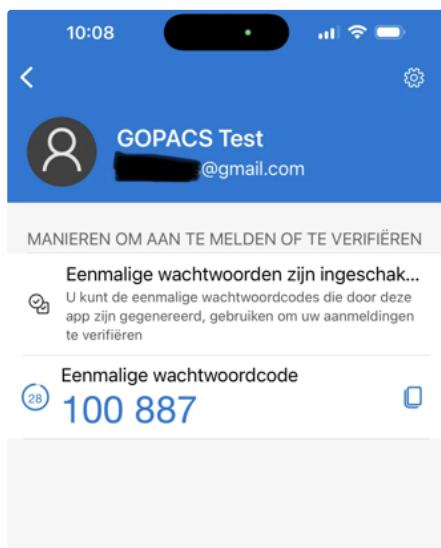 10:08
GOPACS Test
@gmail.com
MANIEREN OM AAN TE MELDEN OF TE VERIFIËREN
Eenmalige wachtwoorden zijn ingeschak...
U kunt de eenmalige wachtwoordcodes die door deze
app zijn gegenereerd, gebruiken om uw aanmeldingen
te verifiëren
Eenmalige wachtwoordcode
28
100 887